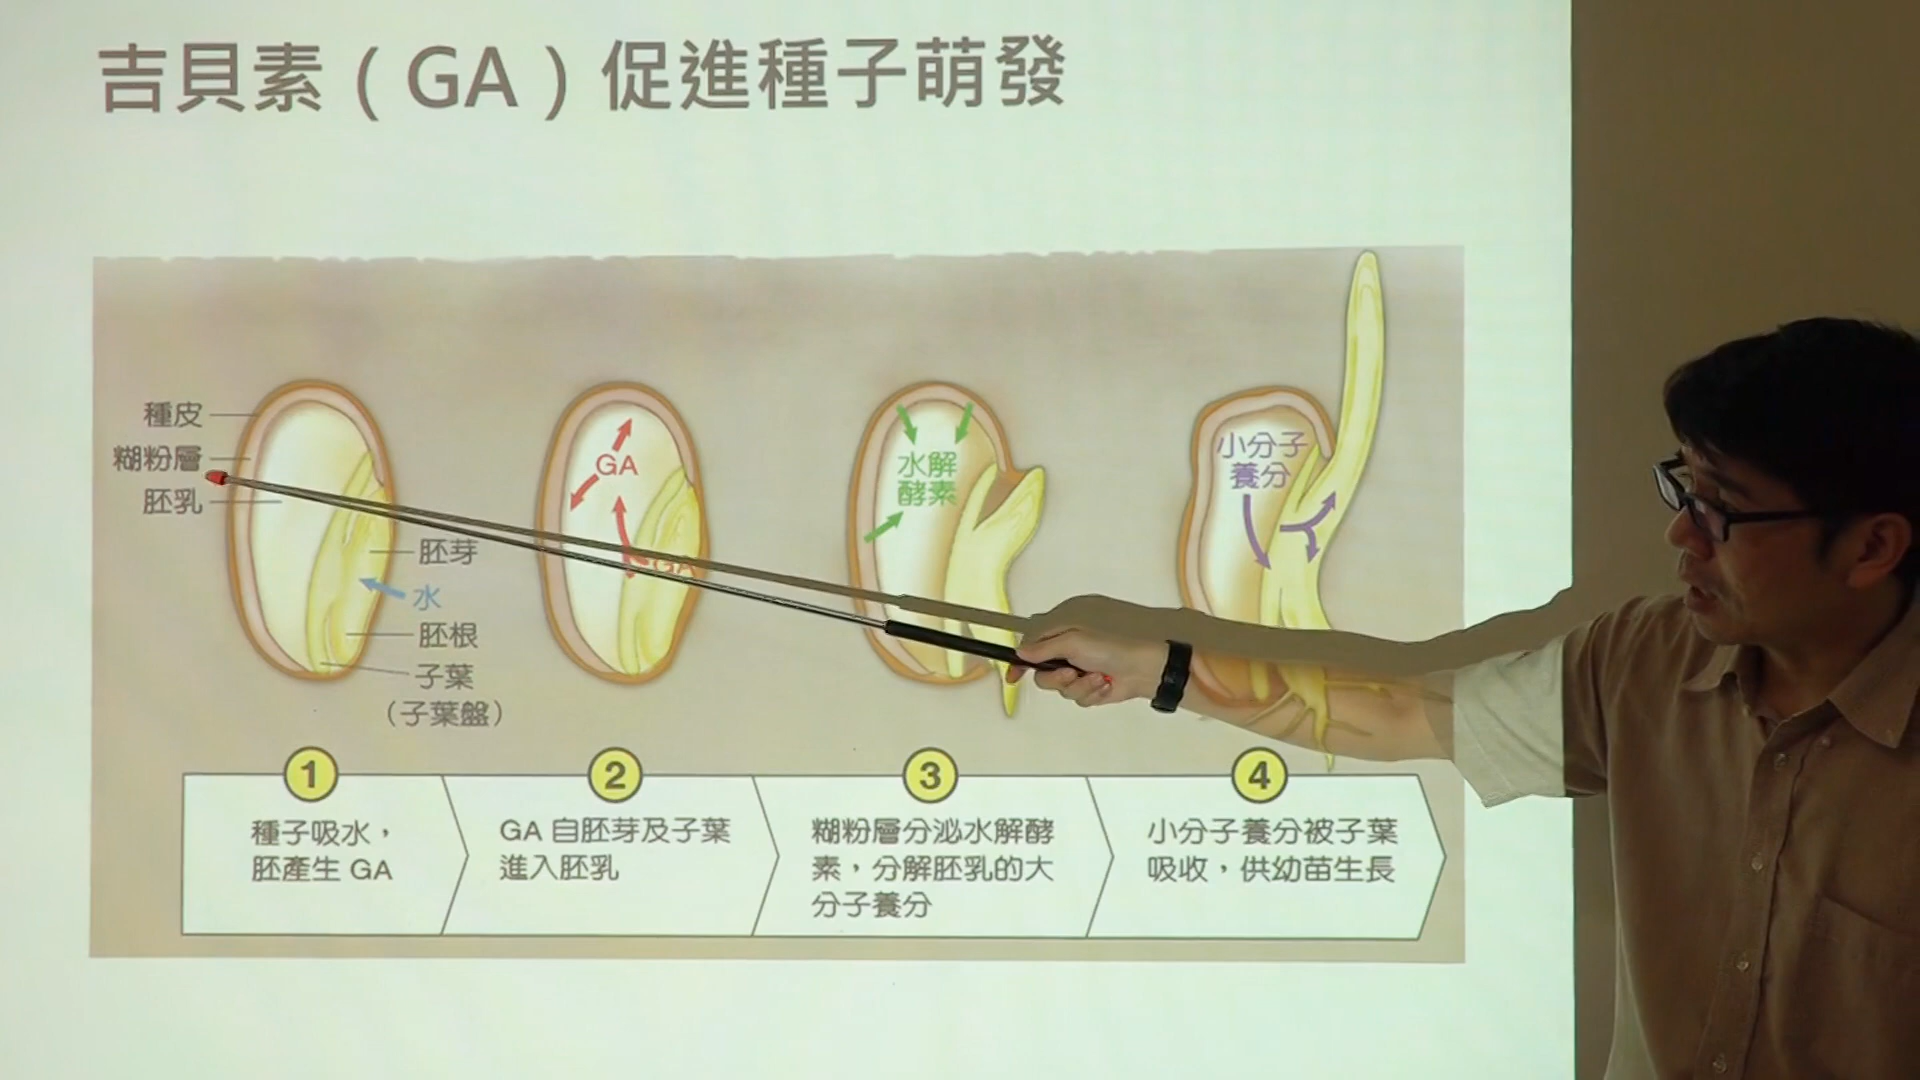 吉貝素（GA）促進種子萌發
種皮
糊粉層
胚乳
胚芽
水
胚根
子葉
（子葉盤）
GA
GA
水解
酵素
小分子
養分
1
種子吸水，
胚產生 GA
2
GA 自胚芽及子葉
進入胚乳
3
糊粉層分泌水解酵
素，分解胚乳的大
分子養分
4
小分子養分被子葉
吸收，供幼苗生長